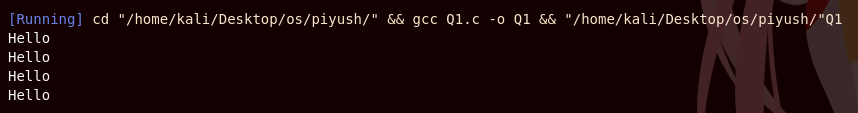 [Running] cd "/home/kali/Desktop/os/piyush/" && gcc Q1.c -o Q1 && "/home/kali/Desktop/os/piyush/"Q1
Hello
Hello
Hello
Hello